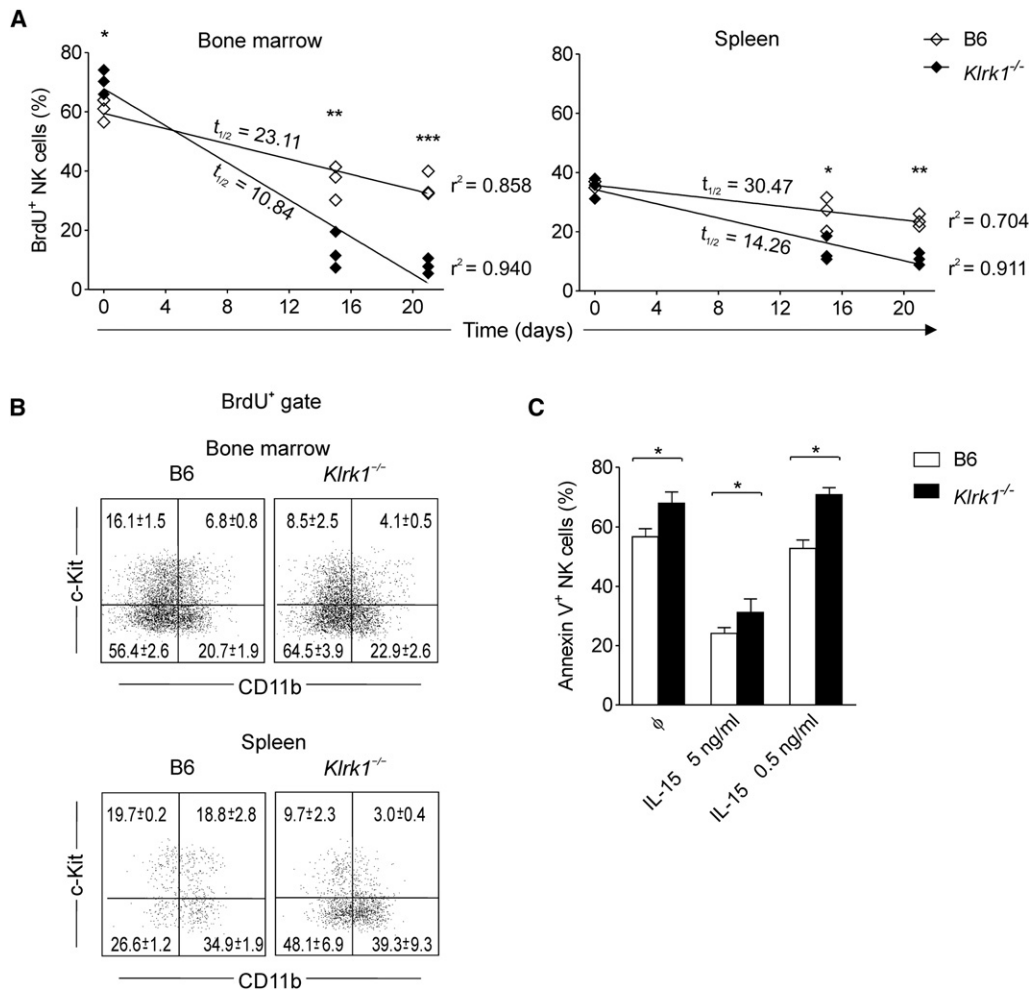 A
Bone marrow
Spleen
B6
Klrk1⁻/⁻
BrdU⁺ NK cells (%)
80
60
40
20
0
*
**
***
t1/2 = 23.11
t1/2 = 10.84
r² = 0.858
r² = 0.940
0 4 8 12 16 20
80
60
40
20
0
*
**
t1/2 = 30.47
t1/2 = 14.26
r² = 0.704
r² = 0.911
0 4 8 12 16 20
Time (days)
B
BrdU⁺ gate
Bone marrow
B6 Klrk1⁻/⁻
16.1±1.5 6.8±0.8 8.5±2.5 4.1±0.5
c-Kit
56.4±2.6 20.7±1.9 64.5±3.9 22.9±2.6
CD11b
Spleen
B6 Klrk1⁻/⁻
19.7±0.2 18.8±2.8 9.7±2.3 3.0±0.4
c-Kit
26.6±1.2 34.9±1.9 48.1±6.9 39.3±9.3
CD11b
C
B6
Klrk1⁻/⁻
Annexin V⁺ NK cells (%)
80
60
40
20
0
*
*
*
ϕ
IL-15 5 ng/ml
IL-15 0.5 ng/ml